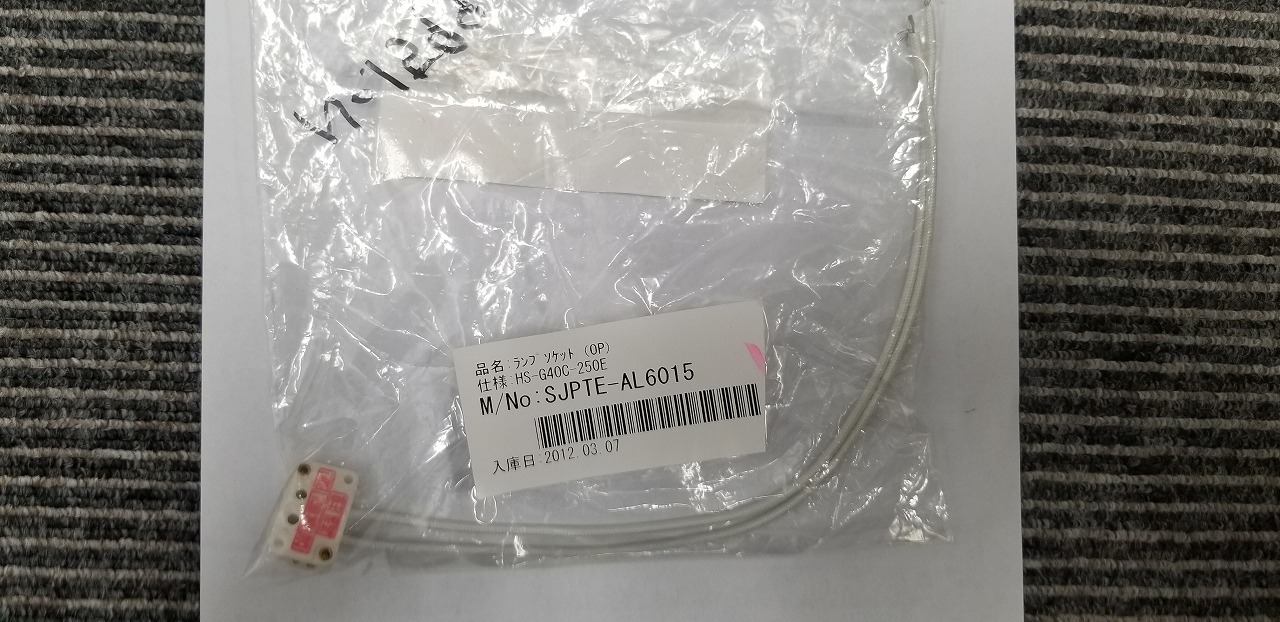 品名:ランプ ソケット (OP)
仕様:HS-G40C-250E
M/No:SJPTE-AL6015
入庫日:2012.03.07